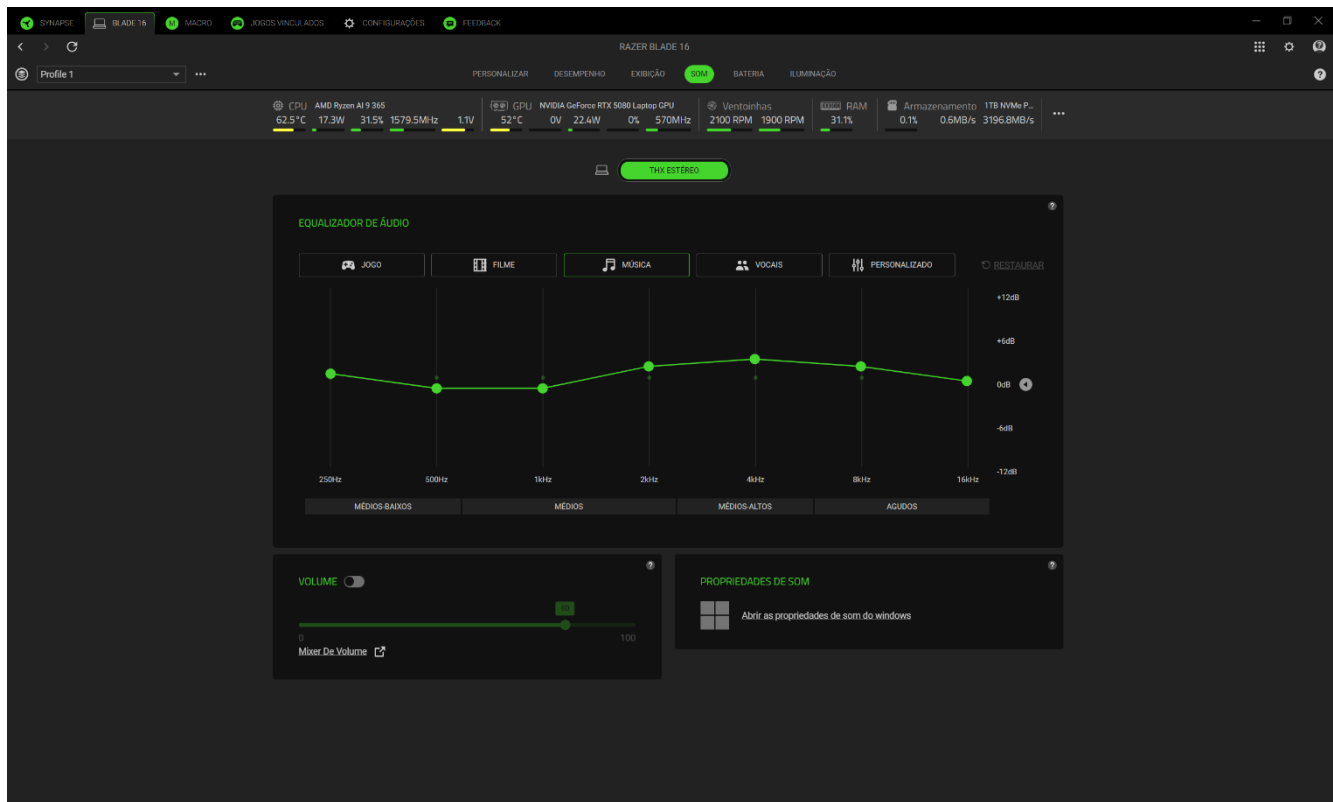 SYNAPSE BLADE 16 M MACRO JOGOS VINCULADOS CONFIGURAÇÕES FEEDBACK
RAZER BLADE 16
Profile 1 PERSONALIZAR DESEMPENHO EXIBIÇÃO SOM BATERIA ILUMINAÇÃO
CPU AMD Ryzen AI 9 365 GPU NVIDIA GeForce RTX 5080 Laptop GPU Ventoinhas RAM Armazenamento 1TB NVMe P...
62.5°C 17.3W 31.5% 1579.5MHz 1.1V 52°C 0V 22.4W 0% 570MHz 2100 RPM 1900 RPM 31.1% 0.1% 0.6MB/s 3196.8MB/s
THX ESTÉREO
EQUALIZADOR DE ÁUDIO
JOGO FILME MÚSICA VOCAIS PERSONALIZADO RESTAURAR
+12dB
+6dB
0dB
-6dB
-12dB
250Hz 500Hz 1kHz 2kHz 4kHz 8kHz 16kHz
MÉDIOS-BAIXOS MÉDIOS MÉDIOS-ALTOS AGUDOS
VOLUME
0 100
Mixer De Volume
PROPRIEDADES DE SOM
Abrir as propriedades de som do windows